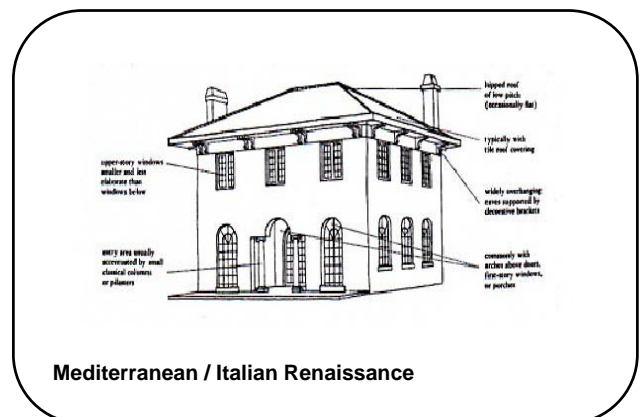 hipped roof
of low pitch
(occasionally flat)
typically with
tile roof covering
upper-story windows
smaller and less
elaborate than
windows below
widely overhanging
eaves supported by
decorative brackets
entry area usually
accentuated by small
classical columns
or pilasters
commonly with
arches above doors,
first-story windows,
or porches
Mediterranean / Italian Renaissance